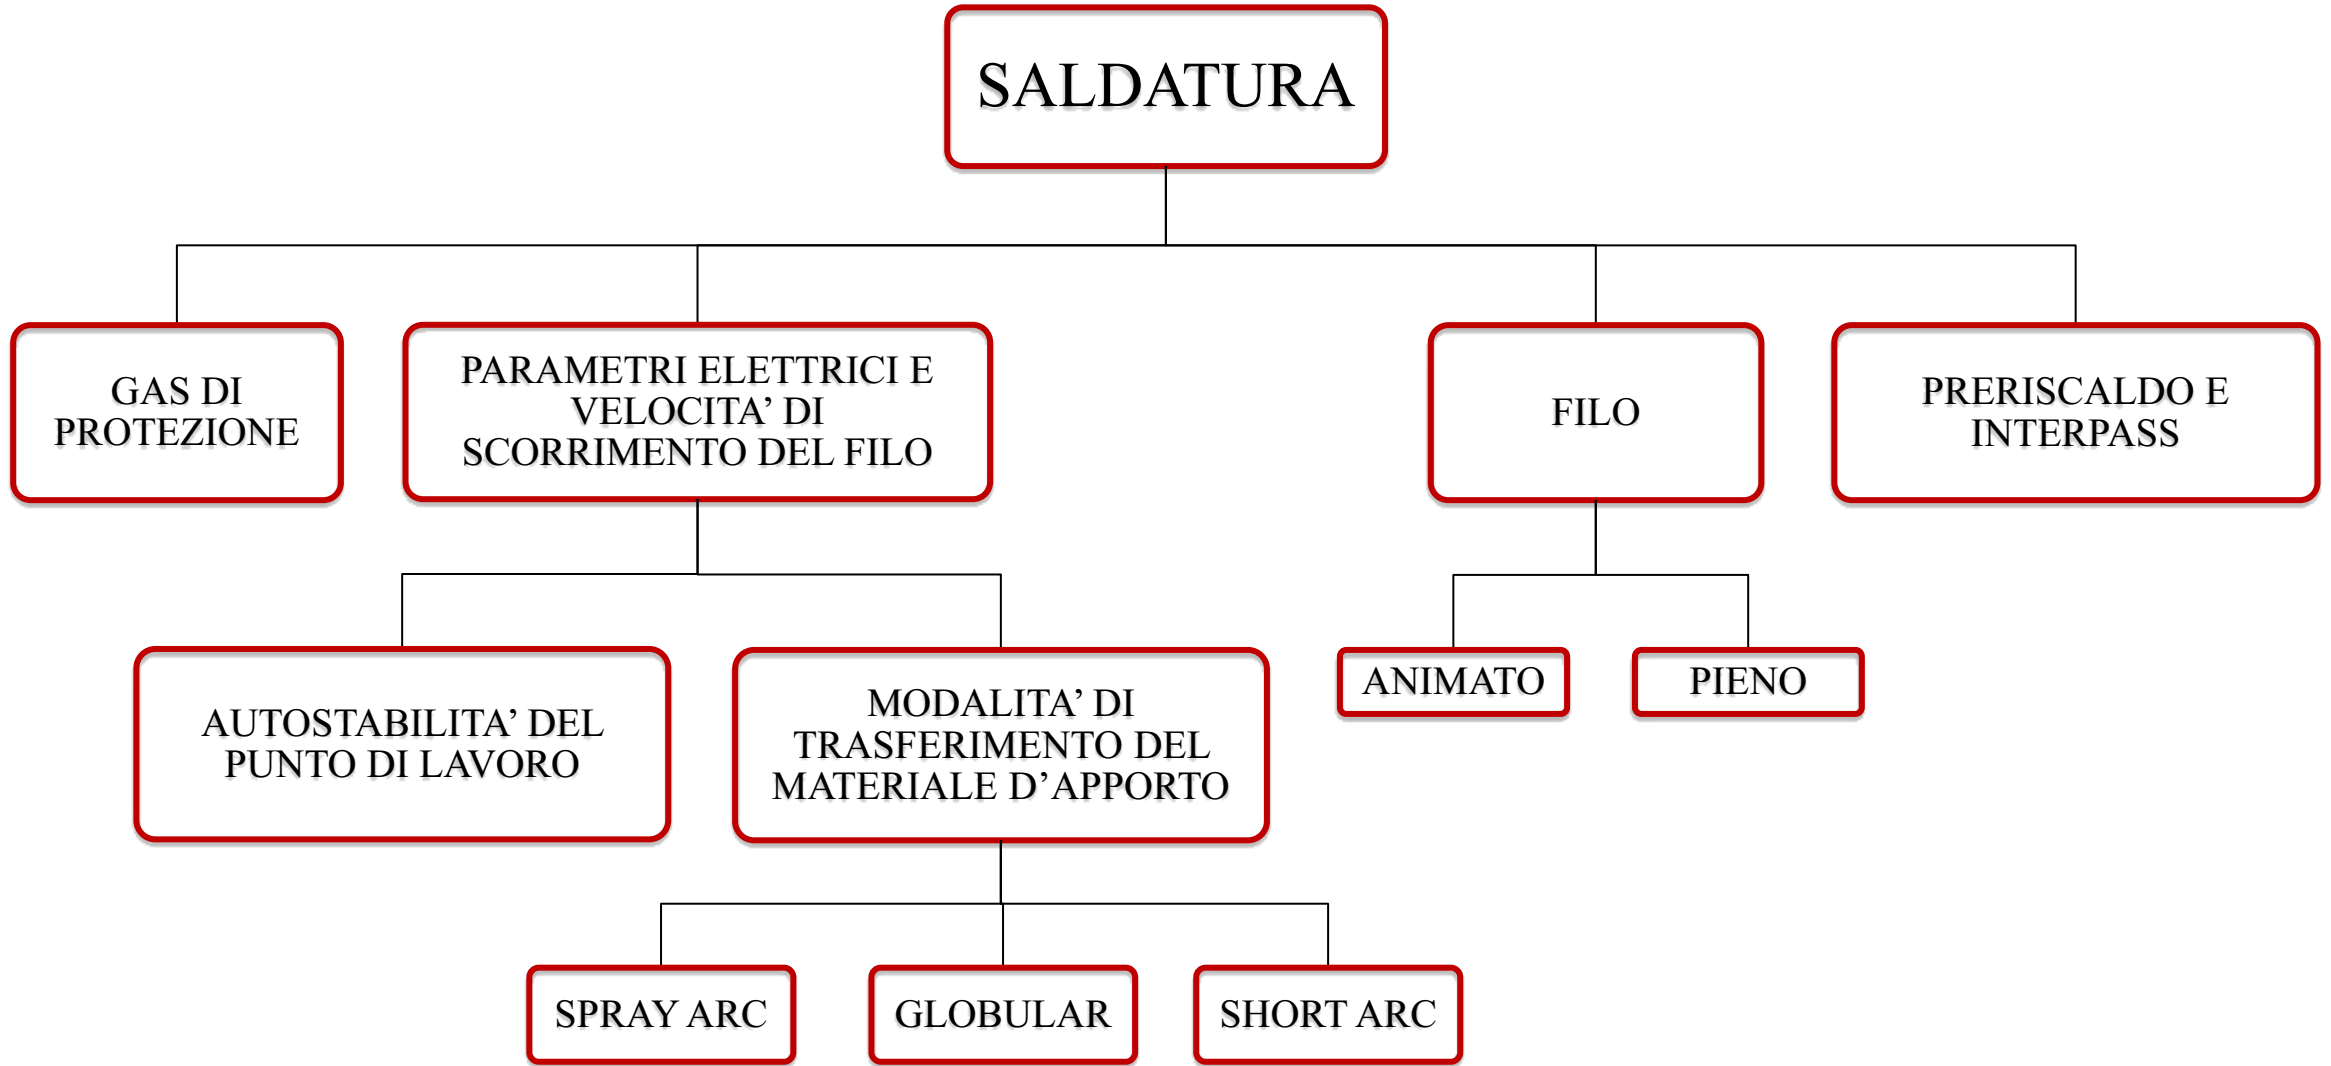 SALDATURA
GAS DI
PROTEZIONE
PARAMETRI ELETTRICI E
VELOCITA’ DI
SCORRIMENTO DEL FILO
FILO
PRERISCALDO E
INTERPASS
AUTOSTABILITA’ DEL
PUNTO DI LAVORO
MODALITA’ DI
TRASFERIMENTO DEL
MATERIALE D’APPORTO
ANIMATO
PIENO
SPRAY ARC
GLOBULAR
SHORT ARC